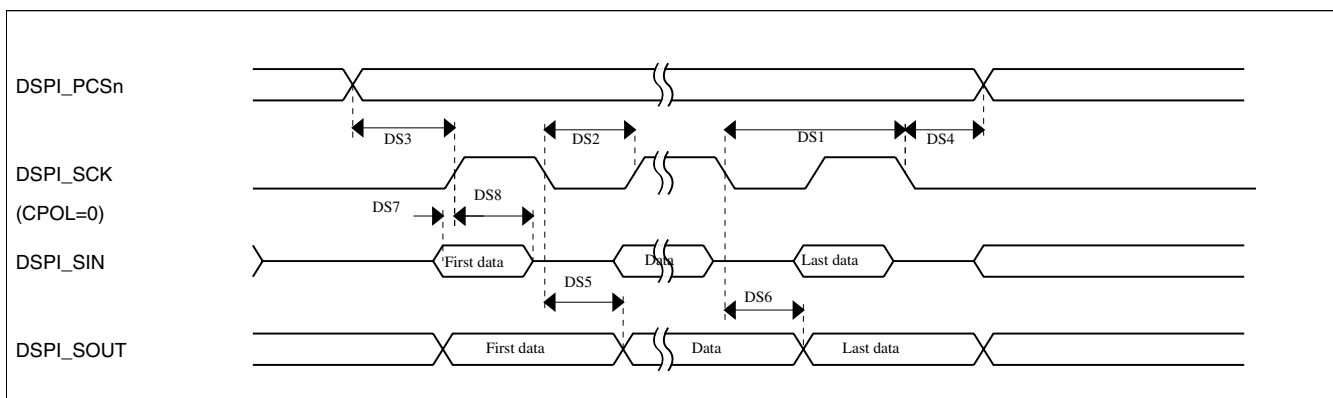 DSPI_PCSn
DS3
DS2
DS1
DS4
DSPI_SCK
(CPOL=0)
DS7
DS8
DSPI_SIN
First data
Data
Last data
DS5
DS6
DSPI_SOUT
First data
Data
Last data